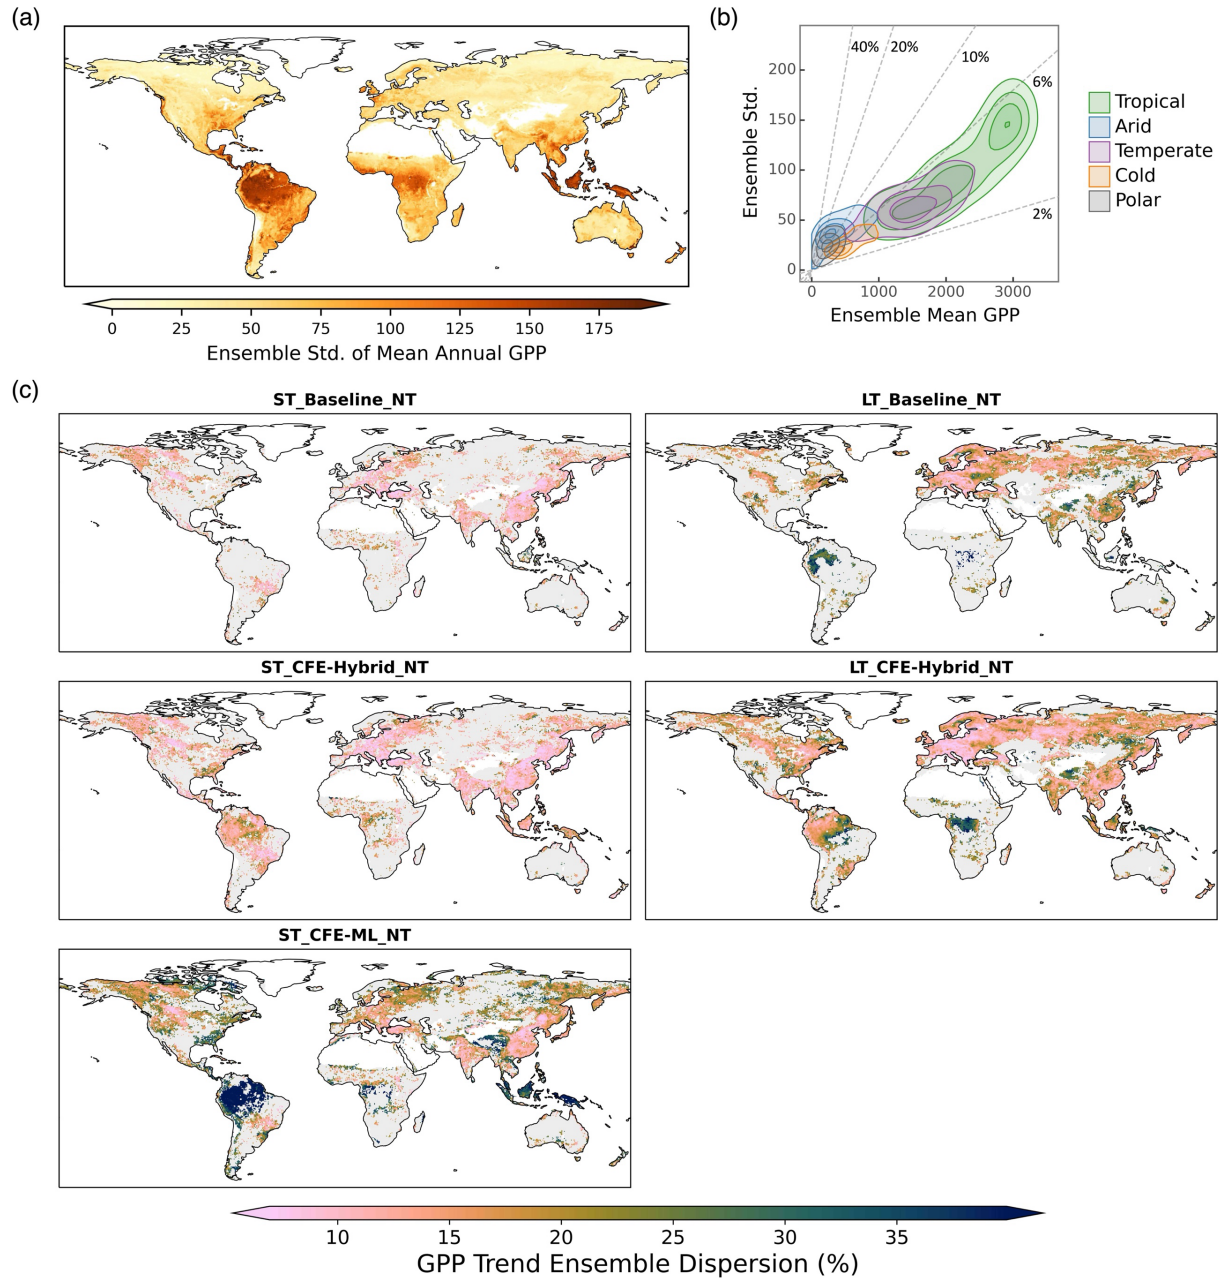 (a)
0 25 50 75 100 125 150 175
Ensemble Std. of Mean Annual GPP
(b)
40% 20% 10% 6% 2%
200
150
100
50
0
Ensemble Std.
0 1000 2000 3000
Ensemble Mean GPP
Tropical
Arid
Temperate
Cold
Polar
(c)
ST_Baseline_NT
LT_Baseline_NT
ST_CFE-Hybrid_NT
LT_CFE-Hybrid_NT
ST_CFE-ML_NT
10 15 20 25 30 35
GPP Trend Ensemble Dispersion (%)